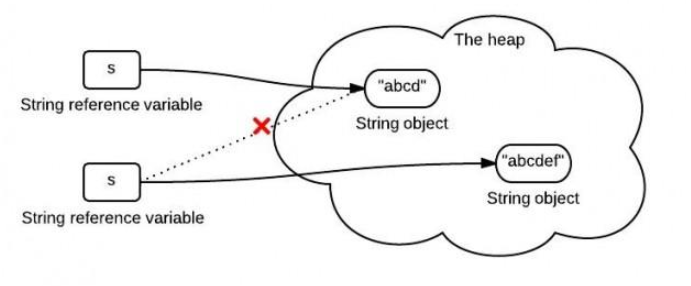 The heap
s
"abcd"
String reference variable
String object
s
"abcdef"
String reference variable
String object